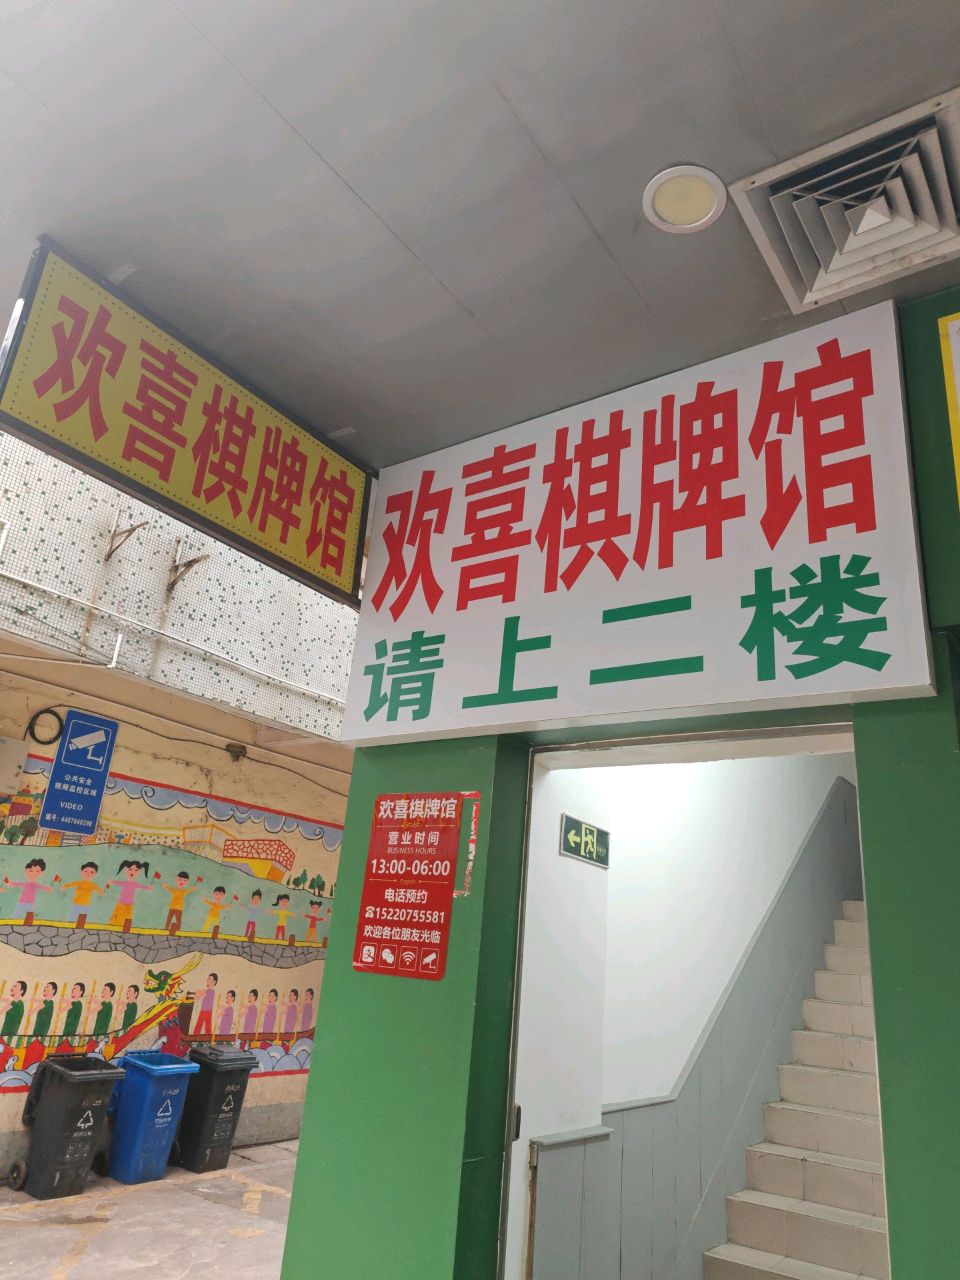 欢喜棋牌馆
欢喜棋牌馆
请上二楼
公共安全
视频监控区域
VIDEO
欢喜棋牌馆
营业时间
BUSINESS HOURS
13:00-06:00
电话预约
☎15220755581
欢迎各位朋友光临